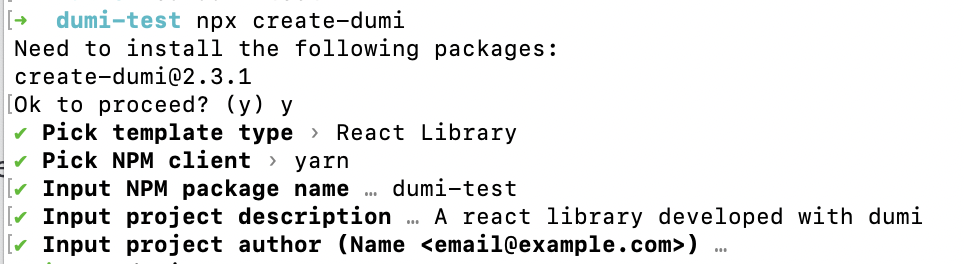 ➜ dumi-test npx create-dumi
Need to install the following packages:
create-dumi@2.3.1
Ok to proceed? (y) y
✔ Pick template type › React Library
✔ Pick NPM client › yarn
✔ Input NPM package name … dumi-test
✔ Input project description … A react library developed with dumi
✔ Input project author (Name <email@example.com>) …